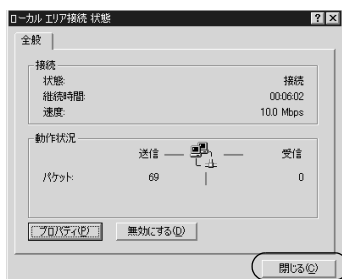 ローカル エリア接続 状態
全般
接続
状態: 接続
継続時間: 00:06:02
速度: 10.0 Mbps
動作状況
送信 受信
パケット: 69 0
プロパティ(P) 無効にする(D)
閉じる(C)